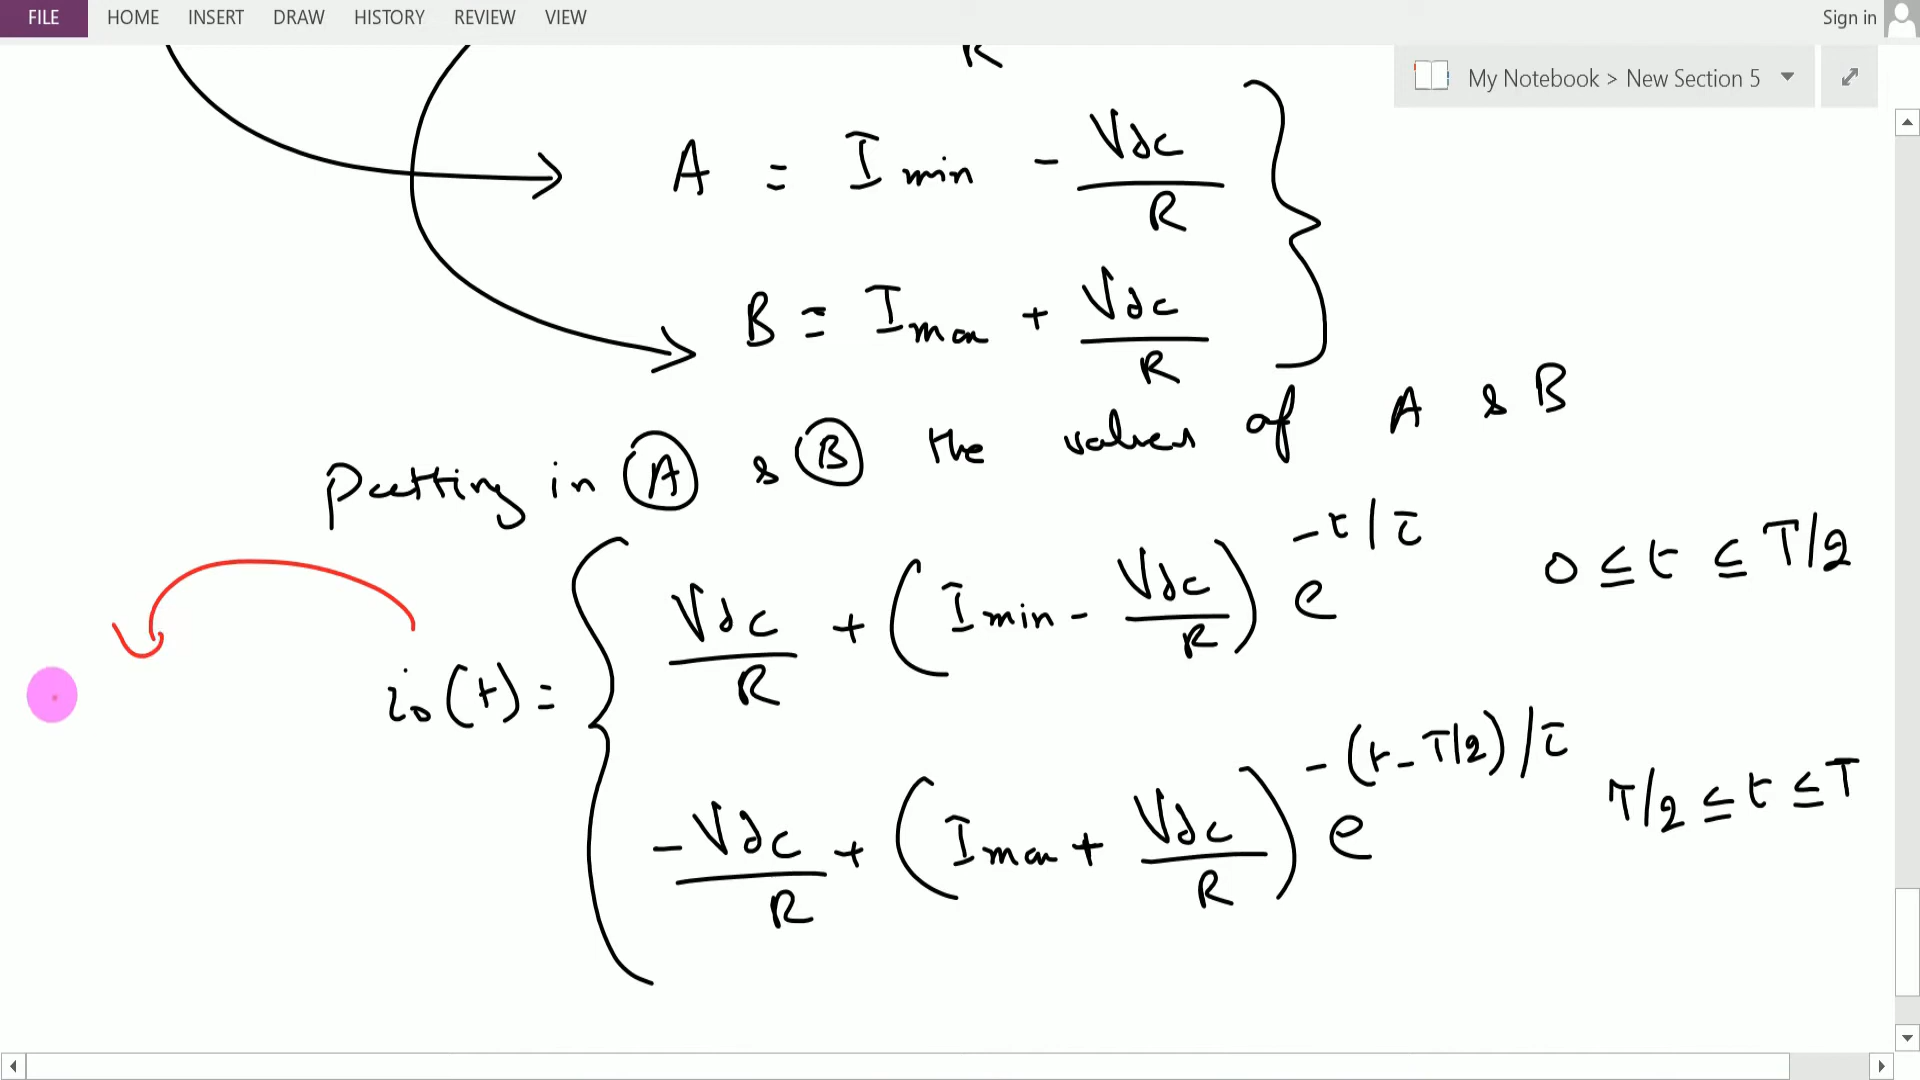 FILE HOME INSERT DRAW HISTORY REVIEW VIEW Sign in
My Notebook > New Section 5
R
A = I min - Vdc / R
B = I max + Vdc / R
Putting in (A) & (B) the values of A & B
io(t) = { Vdc/R + (I min - Vdc/R) e^(-t/τ) 0 ≤ t ≤ T/2
-Vdc/R + (I max + Vdc/R) e^(-(t-T/2)/τ) T/2 ≤ t ≤ T